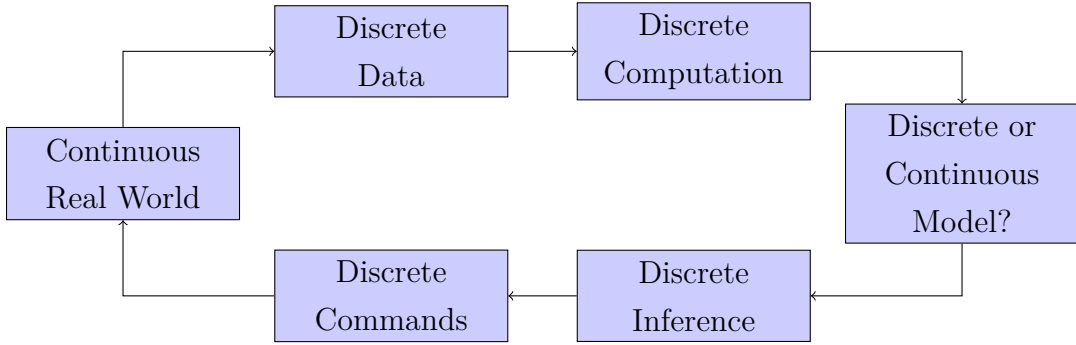 Discrete
Data
Discrete
Computation
Discrete or
Continuous
Model?
Continuous
Real World
Discrete
Commands
Discrete
Inference